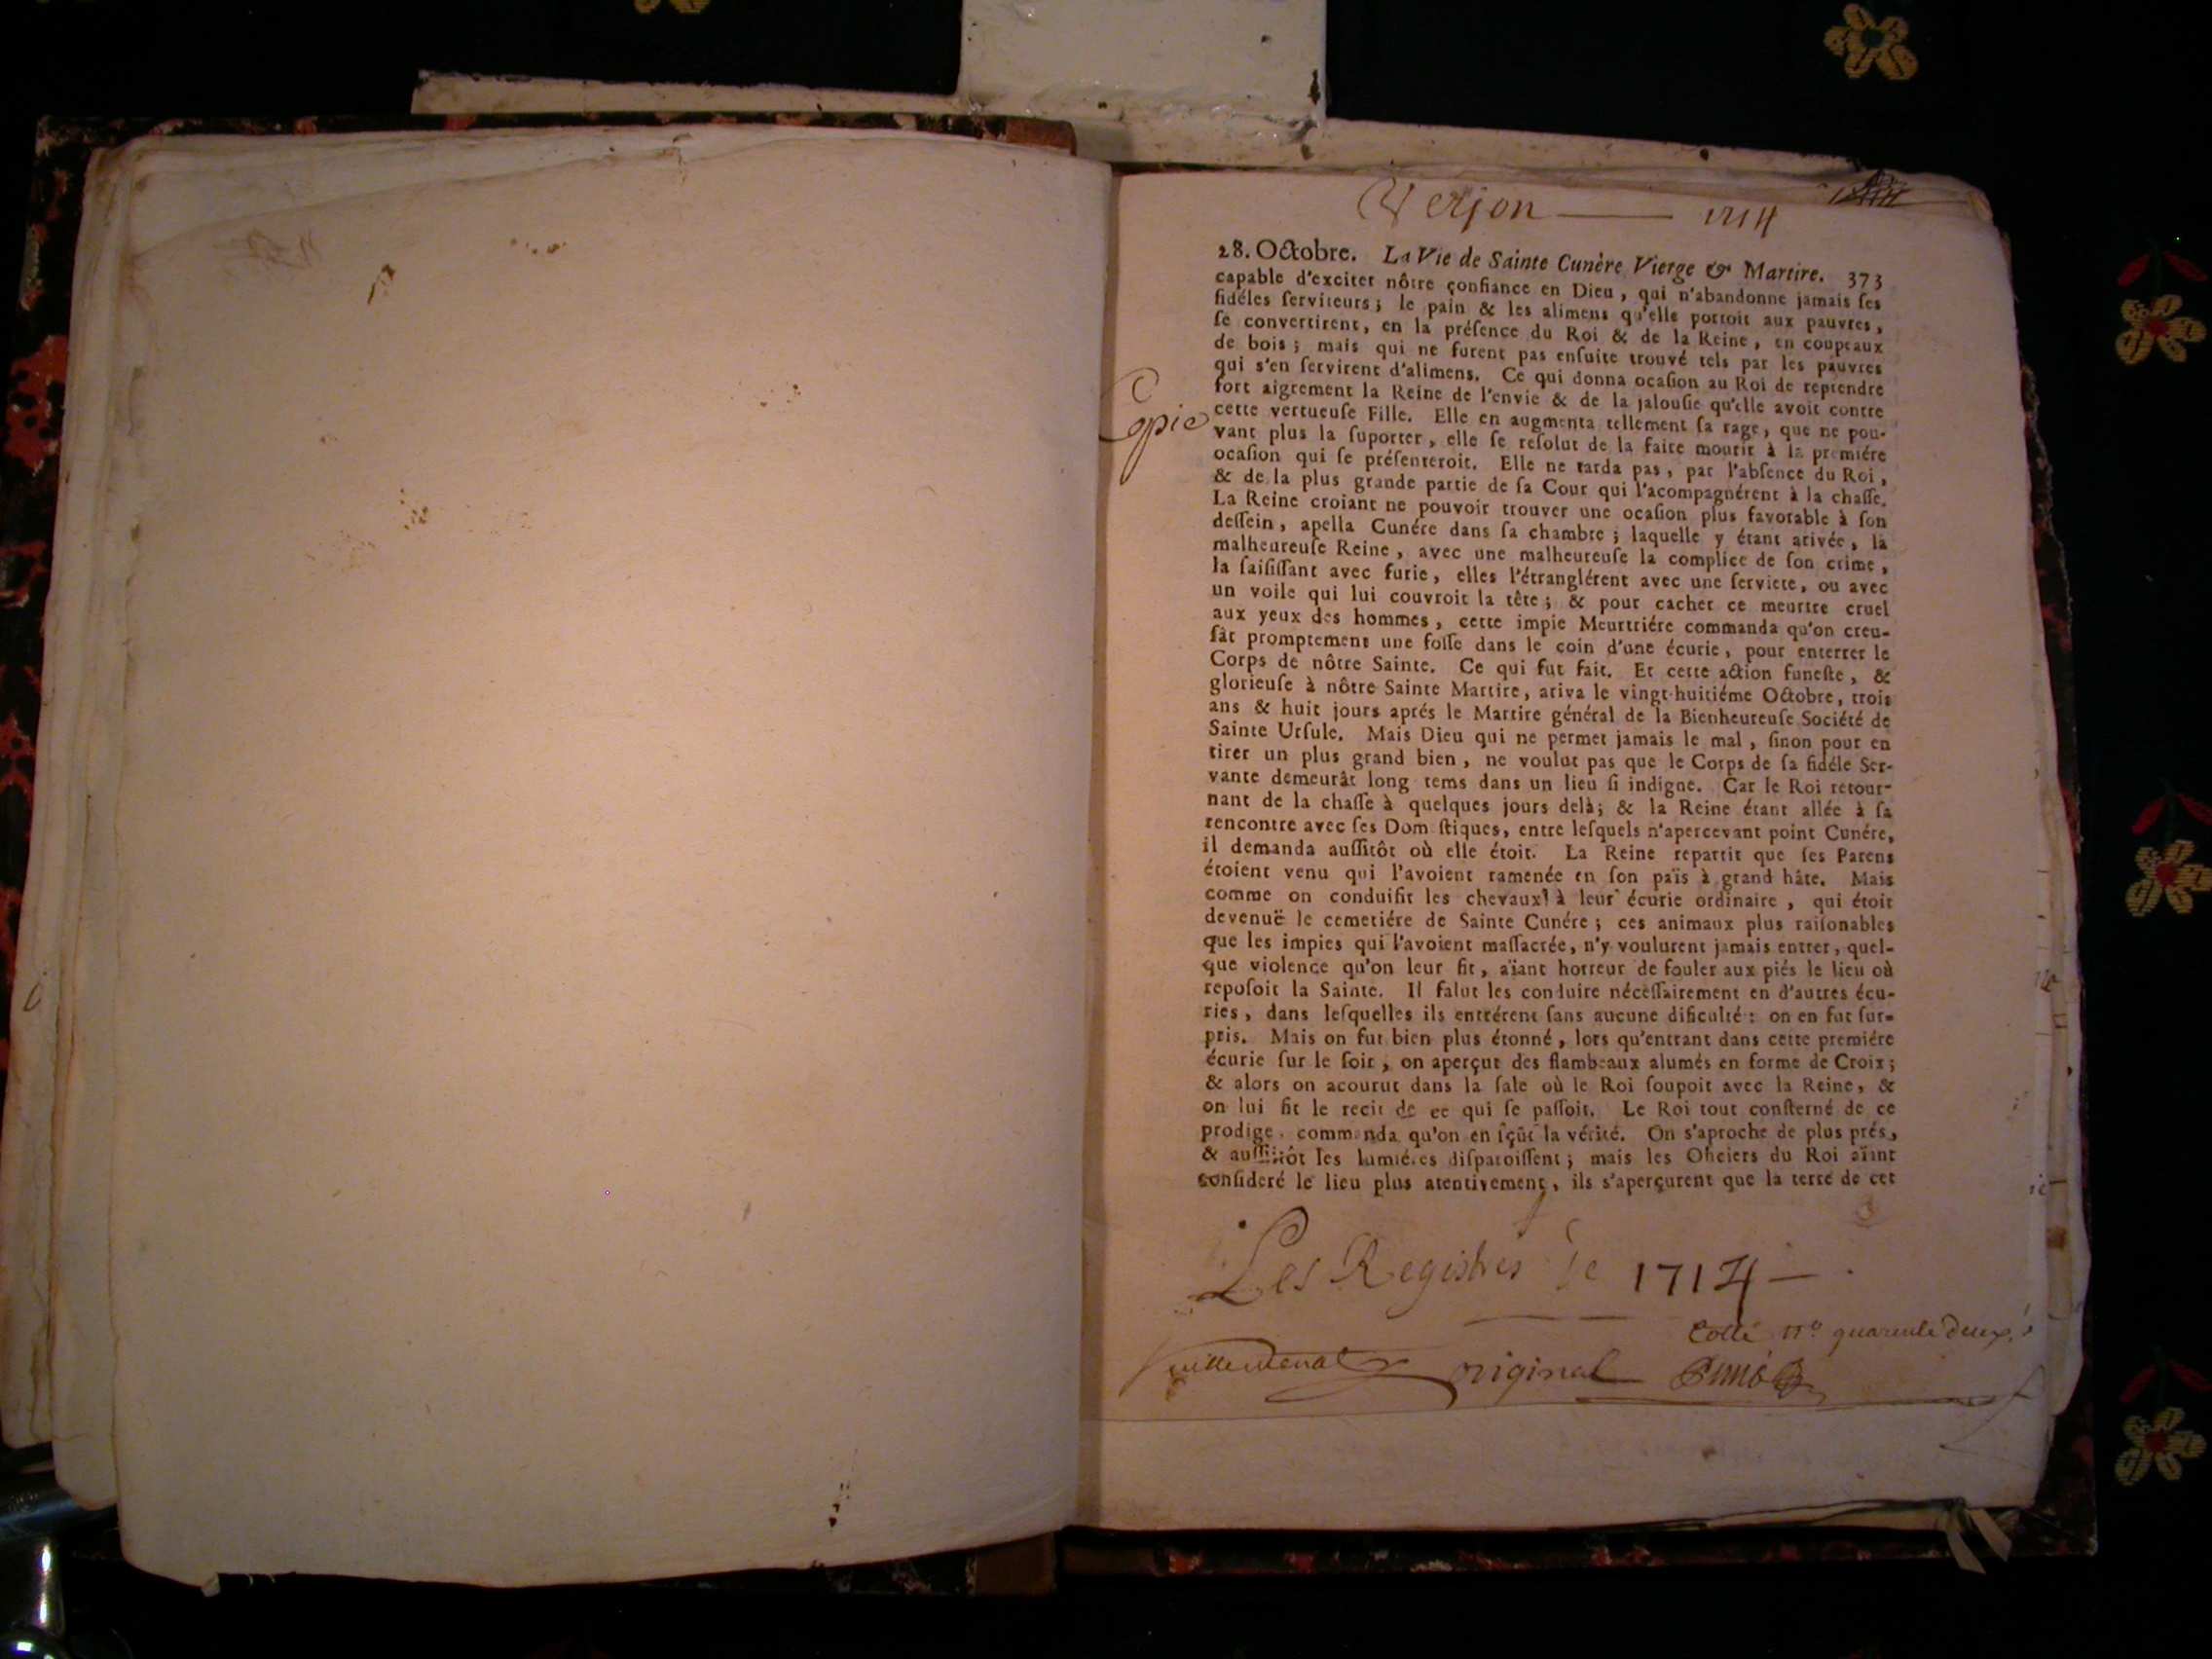 Verjon — 1714
28. Octobre. La Vie de Sainte Cunère Vierge & Martire. 373
capable d'exciter nôtre confiance en Dieu, qui n'abandonne jamais ſes
fidéles ſerviteurs; le pain & les alimens qu'elle portoit aux pauvres,
ſe convertirent, en la préſence du Roi & de la Reine, en coupeaux
de bois; mais qui ne furent pas enſuite trouvé tels par les pauvres
qui s'en ſervirent d'alimens. Ce qui donna ocaſion au Roi de reprendre
fort aigrement la Reine de l'envie & de la jalouſie qu'elle avoit contre
Copie
cette vertueuſe Fille. Elle en augmenta tellement ſa rage, que ne pou-
vant plus la ſuporter, elle ſe reſolut de la faire mourir à la premiére
ocaſion qui ſe préſenteroit. Elle ne tarda pas, par l'abſence du Roi,
& de la plus grande partie de ſa Cour qui l'acompagnérent à la chaſſe.
La Reine croiant ne pouvoir trouver une ocaſion plus favorable à ſon
deſſein, apella Cunére dans ſa chambre; laquelle y étant arivée, la
malheureuſe Reine, avec une malheureuſe la complice de ſon crime,
la ſaiſiſſant avec furie, elles l'étranglérent avec une ſerviete, ou avec
un voile qui lui couvroit la tête; & pour cacher ce meurtre cruel
aux yeux des hommes, cette impie Meurtriére commanda qu'on creu-
ſât promptement une foſſe dans le coin d'une écurie, pour enterrer le
Corps de nôtre Sainte. Ce qui fut fait. Et cette action funeſte, &
glorieuſe à nôtre Sainte Martire, ariva le vingt-huitiéme Octobre, trois
ans & huit jours aprés le Martire général de la Bienheureuſe Société de
Sainte Urſule. Mais Dieu qui ne permet jamais le mal, ſinon pour en
tirer un plus grand bien, ne voulut pas que le Corps de ſa fidéle Ser-
vante demeurât long tems dans un lieu ſi indigne. Car le Roi retour-
nant de la chaſſe à quelques jours delà; & la Reine étant allée à ſa
rencontre avec ſes Dom ſtiques, entre leſquels n'apercevant point Cunére,
il demanda auſſitôt où elle étoit. La Reine repartit que ſes Parens
étoient venu qui l'avoient ramenée en ſon païs à grand hâte. Mais
comme on conduiſit les chevaux à leur écurie ordinaire, qui étoit
devenuë le cemetiére de Sainte Cunére; ces animaux plus raiſonables
que les impies qui l'avoient maſſacrée, n'y voulurent jamais entrer, quel-
que violence qu'on leur fit, aïant horreur de fouler aux piés le lieu où
repoſoit la Sainte. Il falut les conduire néceſſairement en d'autres écu-
ries, dans leſquelles ils entrérent ſans aucune dificulté: on en fut ſur-
pris. Mais on fut bien plus étonné, lors qu'entrant dans cette premiére
écurie ſur le ſoir, on aperçut des flambeaux alumés en forme de Croix;
& alors on acourut dans la ſale où le Roi ſoupoit avec la Reine, &
on lui fit le recit de ce qui ſe paſſoit. Le Roi tout conſterné de ce
prodige, commanda qu'on en ſçût la vérité. On s'aproche de plus prés,
& auſſitôt les lumiéres diſparoiſſent; mais les Oficiers du Roi aïant
conſideré le lieu plus atentivement, ils s'aperçurent que la terre de cet
Les Registres de 1714 —
Cotté n° quarente deux
original